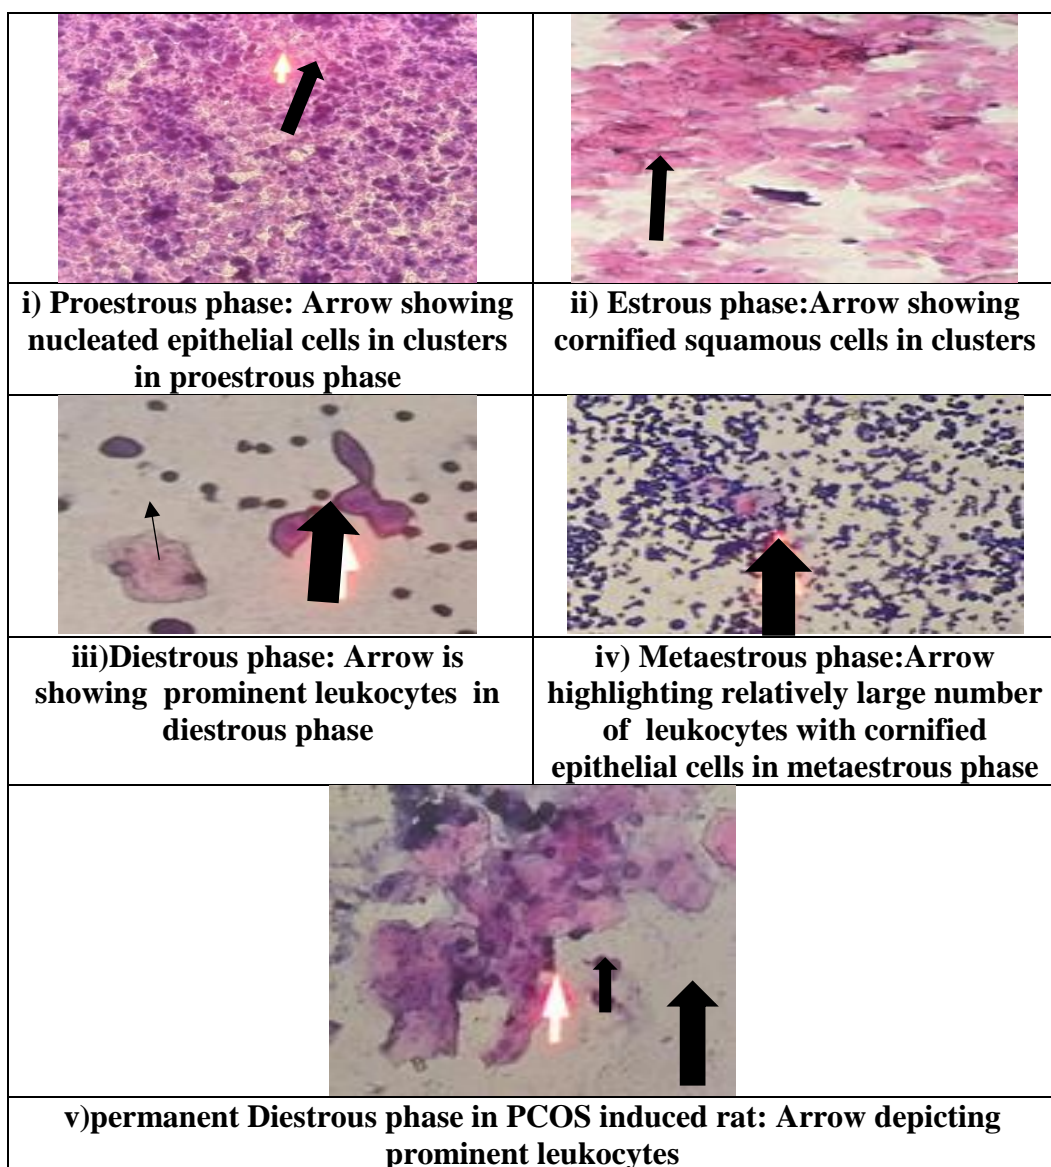 i) Proestrous phase: Arrow showing
nucleated epithelial cells in clusters
in proestrous phase
ii) Estrous phase:Arrow showing
cornified squamous cells in clusters
iii)Diestrous phase: Arrow is
showing prominent leukocytes in
diestrous phase
iv) Metaestrous phase:Arrow
highlighting relatively large number
of leukocytes with cornified
epithelial cells in metaestrous phase
v)permanent Diestrous phase in PCOS induced rat: Arrow depicting
prominent leukocytes